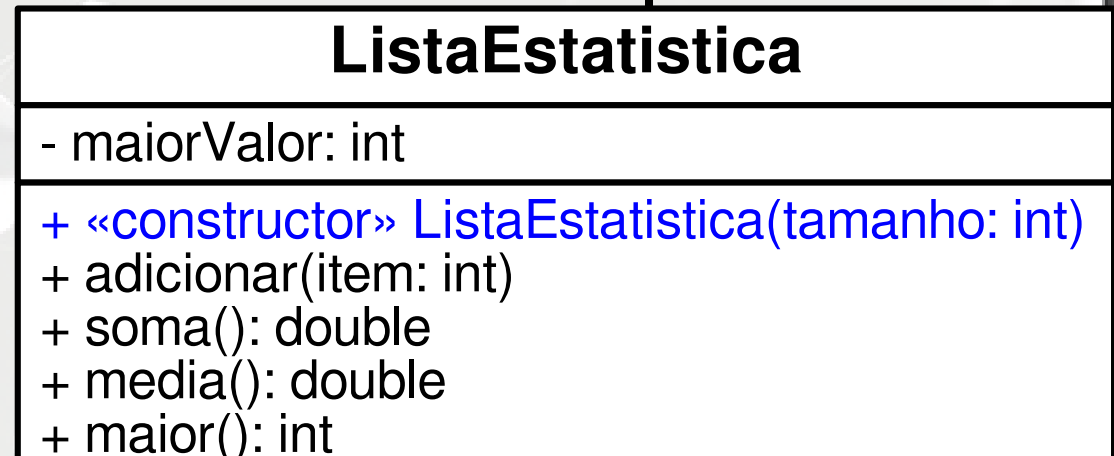 ListaEstatistica
- maiorValor: int
+ «constructor» ListaEstatistica(tamanho: int)
+ adicionar(item: int)
+ soma(): double
+ media(): double
+ maior(): int